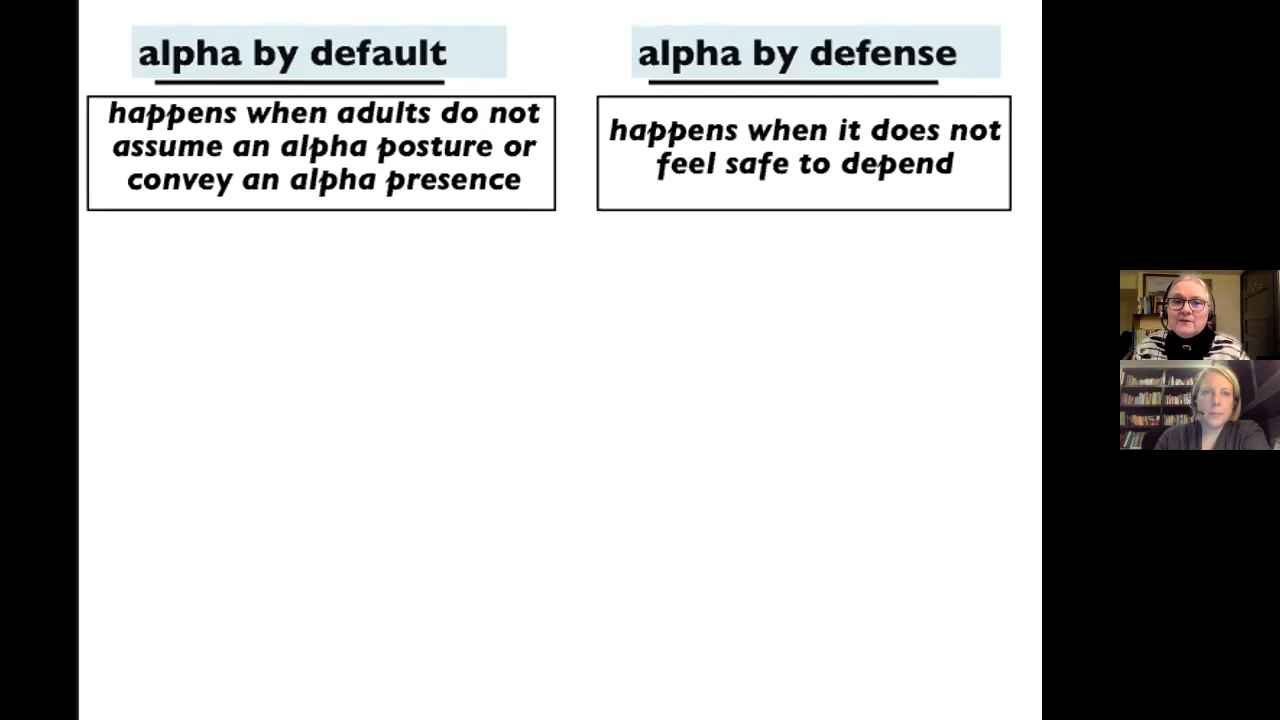 alpha by default
happens when adults do not
assume an alpha posture or
convey an alpha presence
alpha by defense
happens when it does not
feel safe to depend